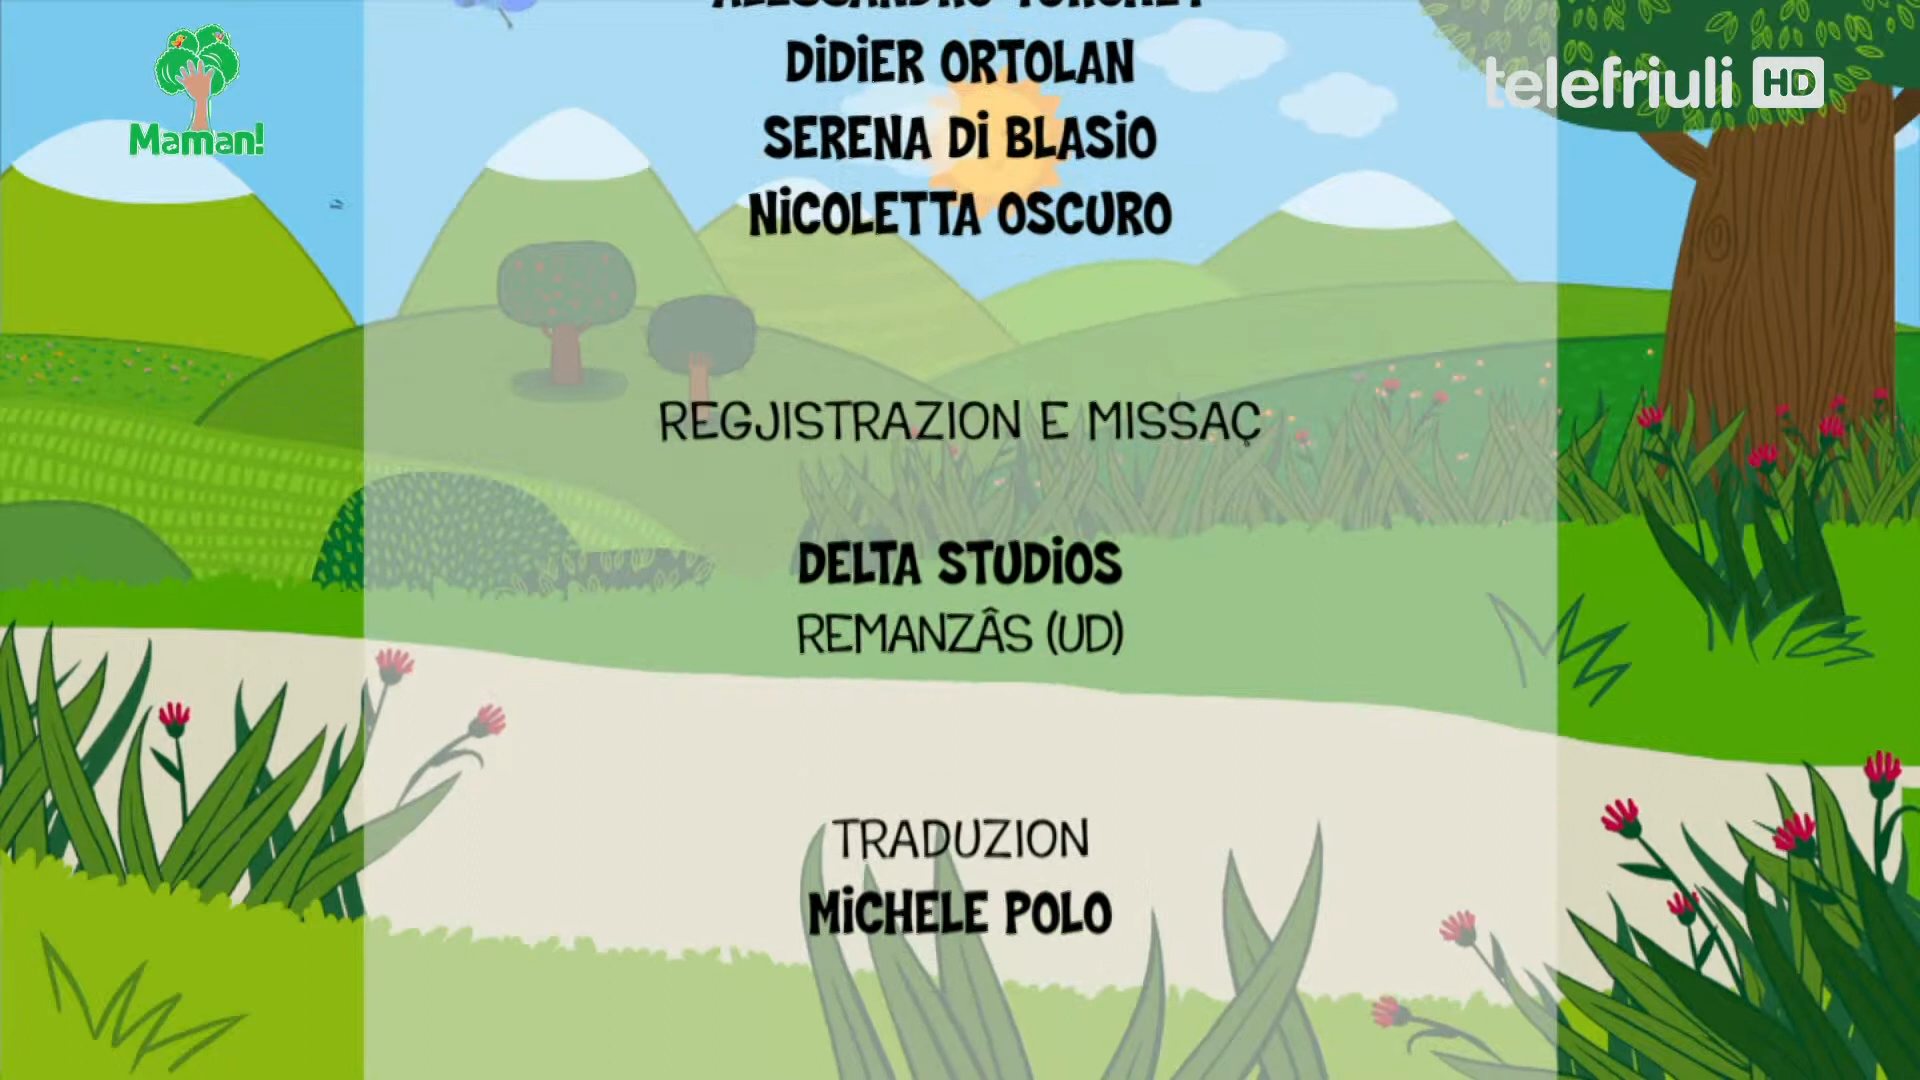 DiDiER ORTOLAN
SERENA Di BLASiO
NiCOLETTA OSCURO
REGJISTRAZION E MISSAÇ
DELTA STUDiOS
REMANZÂS (UD)
TRADUZION
MiCHELE POLO
Maman!
telefriuli HD